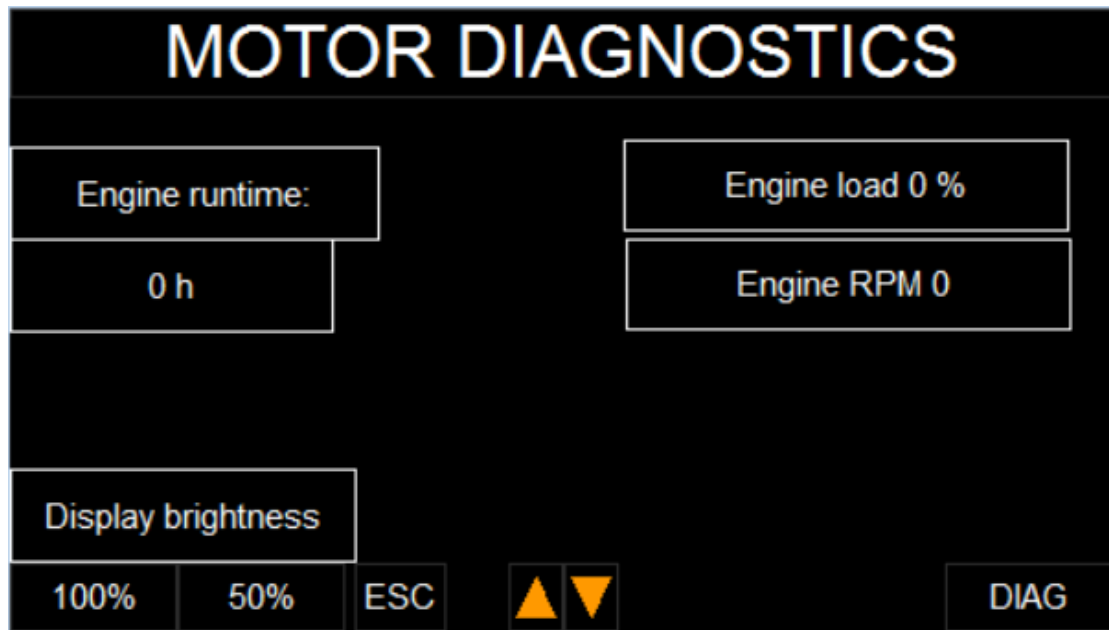 MOTOR DIAGNOSTICS
Engine runtime:
0 h
Engine load 0 %
Engine RPM 0
Display brightness
100% 50% ESC DIAG